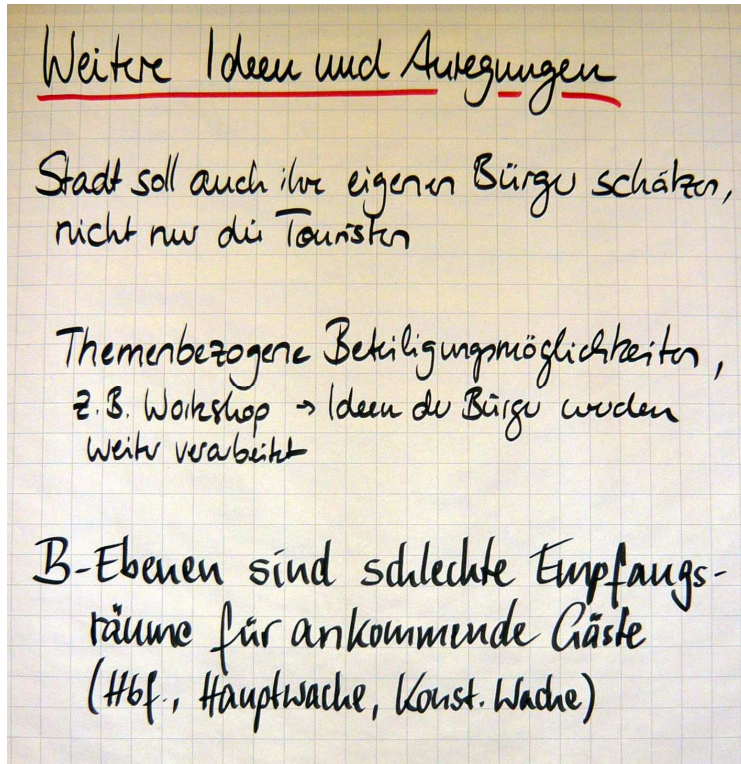 Weitere Ideen und Anregungen
Stadt soll auch ihre eigenen Bürger schätzen,
nicht nur die Touristen
Themenbezogene Beteiligungsmöglichkeiten,
z.B. Workshop → Ideen der Bürger werden
weiter verarbeitet
B-Ebenen sind schlechte Empfangs-
räume für ankommende Gäste
(Hbf., Hauptwache, Konst. Wache)